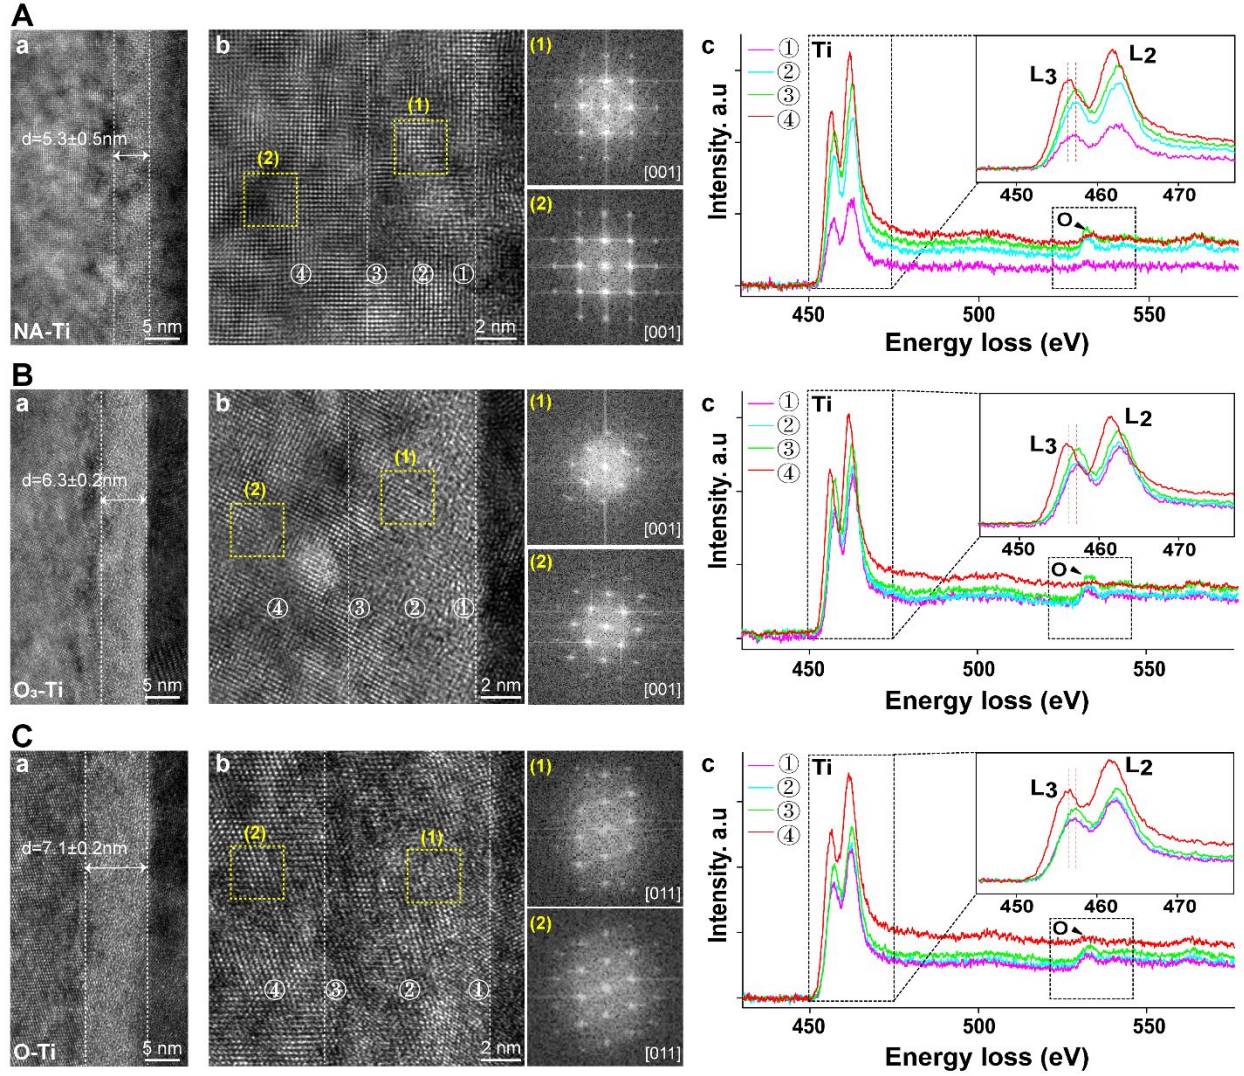 A
a
d=5.3±0.5nm
NA-Ti
5 nm
b
(1)
(2)
④
③
②
①
2 nm
(1)
[001]
(2)
[001]
c
Intensity. a.u
①
②
③
④
Ti
L3
L2
450
460
470
O
450
500
550
Energy loss (eV)
B
a
d=6.3±0.2nm
O₃-Ti
5 nm
b
(1)
(2)
④
③
②
①
2 nm
(1)
[001]
(2)
[001]
c
Intensity. a.u
①
②
③
④
Ti
L3
L2
450
460
470
O
450
500
550
Energy loss (eV)
C
a
d=7.1±0.2nm
O-Ti
5 nm
b
(2)
(1)
④
③
②
①
2 nm
(1)
[011]
(2)
[011]
c
Intensity. a.u
①
②
③
④
Ti
L3
L2
450
460
470
O
450
500
550
Energy loss (eV)